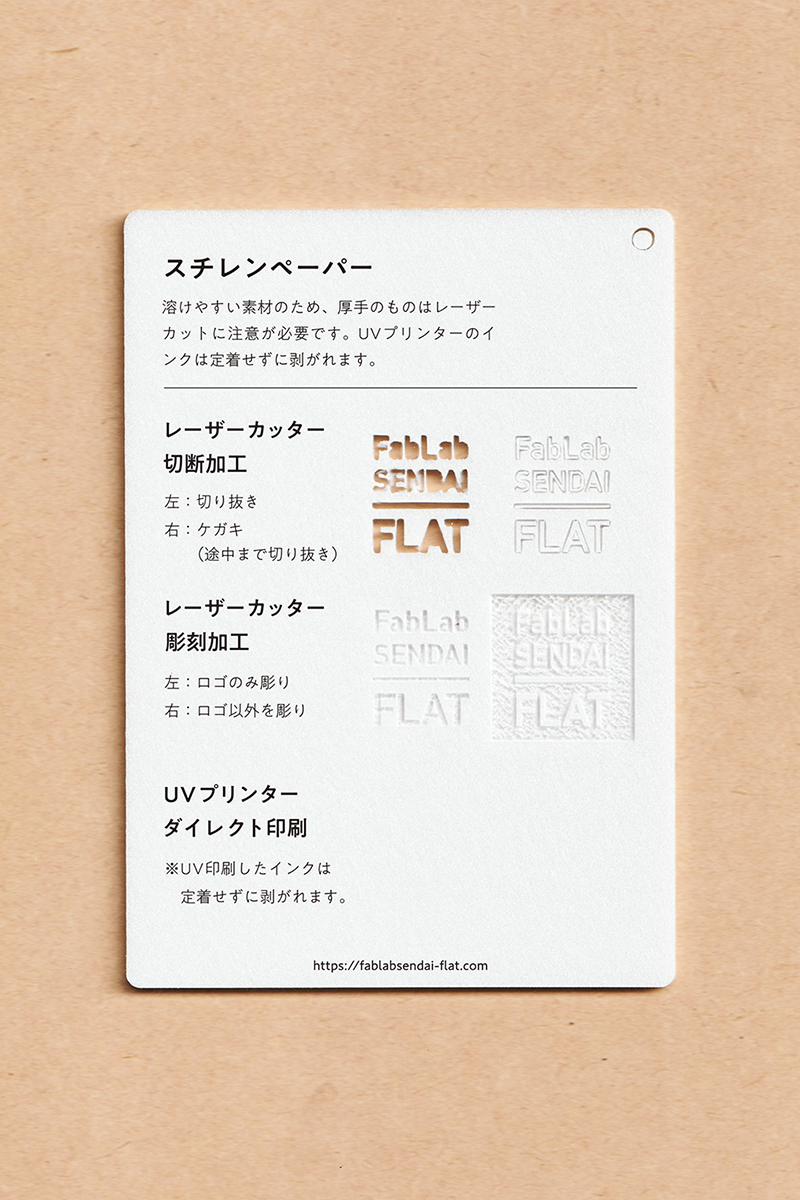 スチレンペーパー
溶けやすい素材のため、厚手のものはレーザー
カットに注意が必要です。UVプリンターのイ
ンクは定着せずに剥がれます。
レーザーカッター
切断加工
左：切り抜き
右：ケガキ
（途中まで切り抜き）
FabLab
SENDAI
FLAT
FabLab
SENDAI
FLAT
レーザーカッター
彫刻加工
左：ロゴのみ彫り
右：ロゴ以外を彫り
FabLab
SENDAI
FLAT
FabLab
SENDAI
FLAT
UVプリンター
ダイレクト印刷
※UV印刷したインクは
定着せずに剥がれます。
https://fablabsendai-flat.com